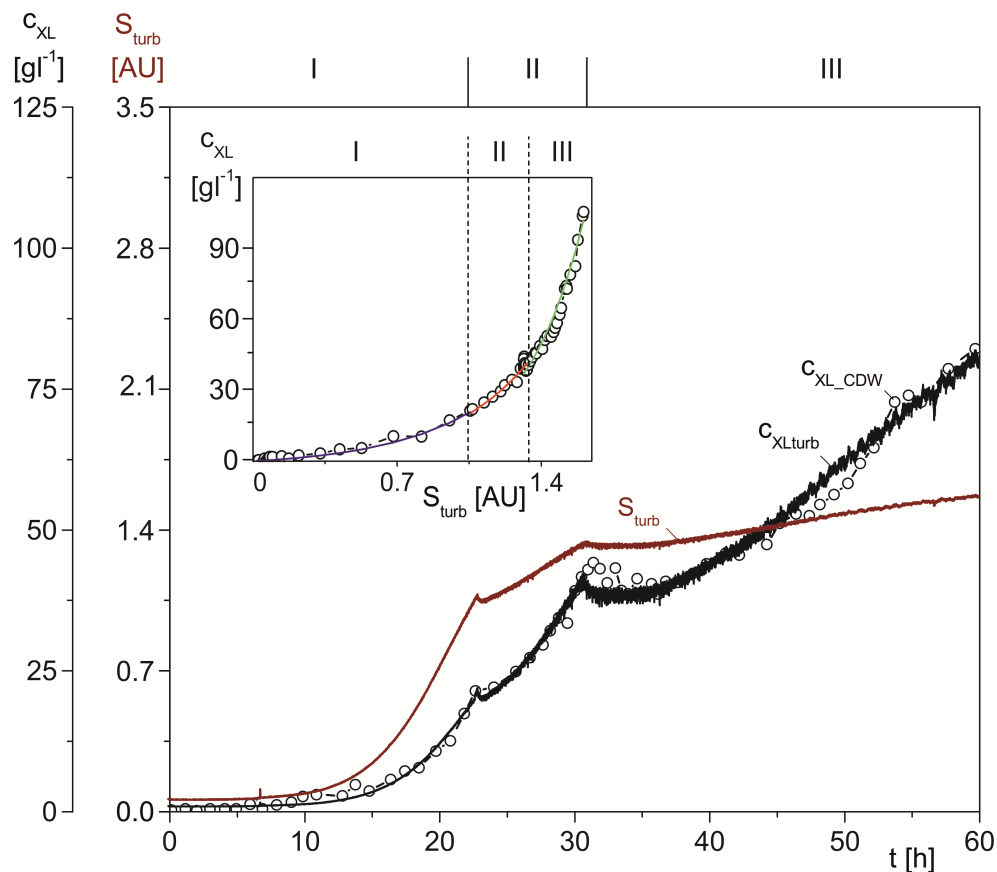 c_XL S_turb
[gl⁻¹] [AU] I II III
125 3.5
c_XL I II III
[gl⁻¹]
100 2.8
90
60
75 2.1
30
c_XL_CDW
c_XLturb
0
0 0.7 1.4
S_turb [AU]
S_turb
50 1.4
25 0.7
0 0.0
0 10 20 30 40 50 60
t [h]